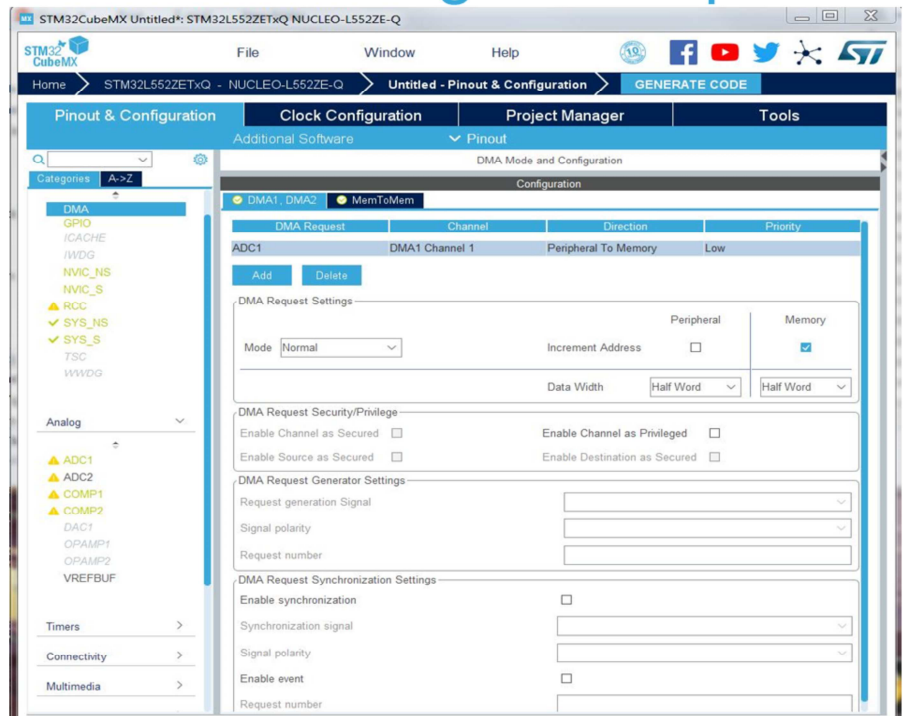 STM32CubeMX Untitled*: STM32L552ZETxQ NUCLEO-L552ZE-Q
STM32
CubeMX
File Window Help
10
Home STM32L552ZETxQ - NUCLEO-L552ZE-Q Untitled - Pinout & Configuration GENERATE CODE
Pinout & Configuration Clock Configuration Project Manager Tools
Additional Software Pinout
DMA Mode and Configuration
Categories A->Z
Configuration
DMA1, DMA2 MemToMem
DMA
GPIO
ICACHE
IWDG
NVIC_NS
NVIC_S
RCC
SYS_NS
SYS_S
TSC
WWDG
Analog
ADC1
ADC2
COMP1
COMP2
DAC1
OPAMP1
OPAMP2
VREFBUF
Timers
Connectivity
Multimedia
DMA Request Channel Direction Priority
ADC1 DMA1 Channel 1 Peripheral To Memory Low
Add Delete
DMA Request Settings
Peripheral Memory
Mode Normal Increment Address
Data Width Half Word Half Word
DMA Request Security/Privilege
Enable Channel as Secured Enable Channel as Privileged
Enable Source as Secured Enable Destination as Secured
DMA Request Generator Settings
Request generation Signal
Signal polarity
Request number
DMA Request Synchronization Settings
Enable synchronization
Synchronization signal
Signal polarity
Enable event
Request number